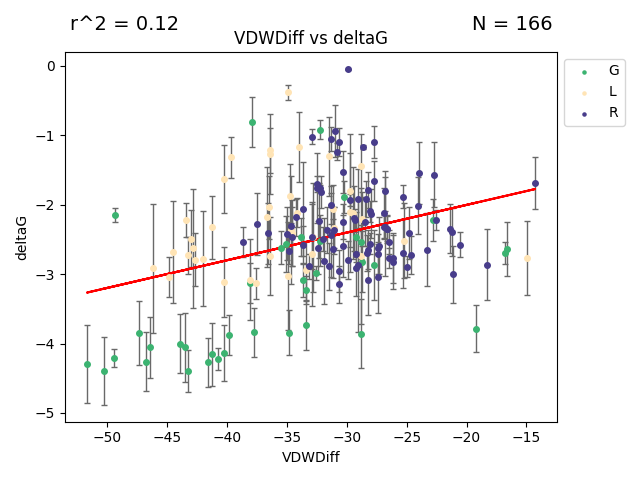 r^2 = 0.12
N = 166
VDWDiff vs deltaG
G
L
R
deltaG
0
−1
−2
−3
−4
−5
−50
−45
−40
−35
−30
−25
−20
−15
VDWDiff